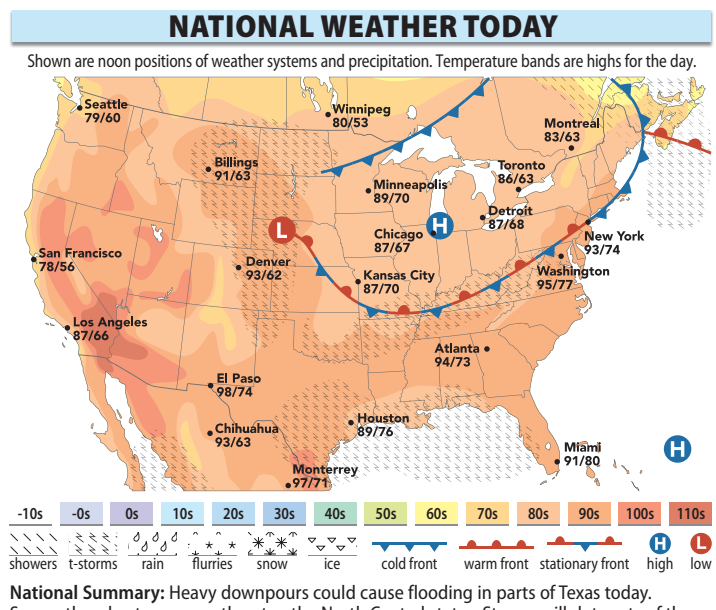 NATIONAL WEATHER TODAY
Shown are noon positions of weather systems and precipitation. Temperature bands are highs for the day.
Seattle
79/60
Winnipeg
80/53
Montreal
83/63
Billings
91/63
Toronto
86/63
Minneapolis
89/70
Detroit
87/68
L
H
Chicago
87/67
New York
93/74
San Francisco
78/56
Denver
93/62
Kansas City
87/70
Washington
95/77
Los Angeles
87/66
Atlanta
94/73
El Paso
98/74
Chihuahua
93/63
Houston
89/76
Miami
91/80
H
Monterrey
97/71
-10s -0s 0s 10s 20s 30s 40s 50s 60s 70s 80s 90s 100s 110s
H L
showers t-storms rain flurries snow ice cold front warm front stationary front high low
National Summary: Heavy downpours could cause flooding in parts of Texas today.